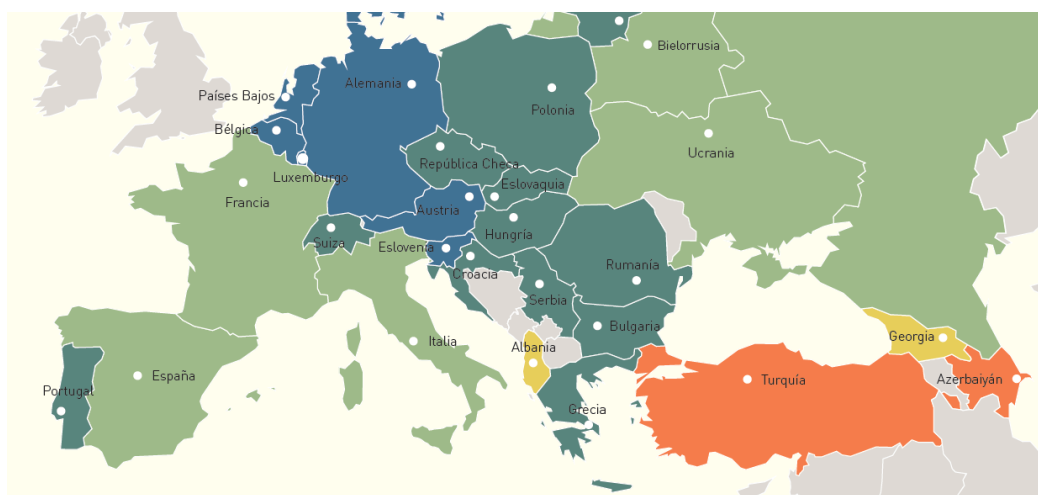 Bielorrusia
Alemania
Países Bajos
Polonia
Bélgica
Ucrania
República Checa
Luxemburgo
Eslovaquia
Francia
Austria
Hungría
Suiza
Eslovenia
Rumanía
Croacia
Serbia
Bulgaria
Georgia
Italia
Albania
España
Turquía
Azerbaiyán
Portugal
Grecia